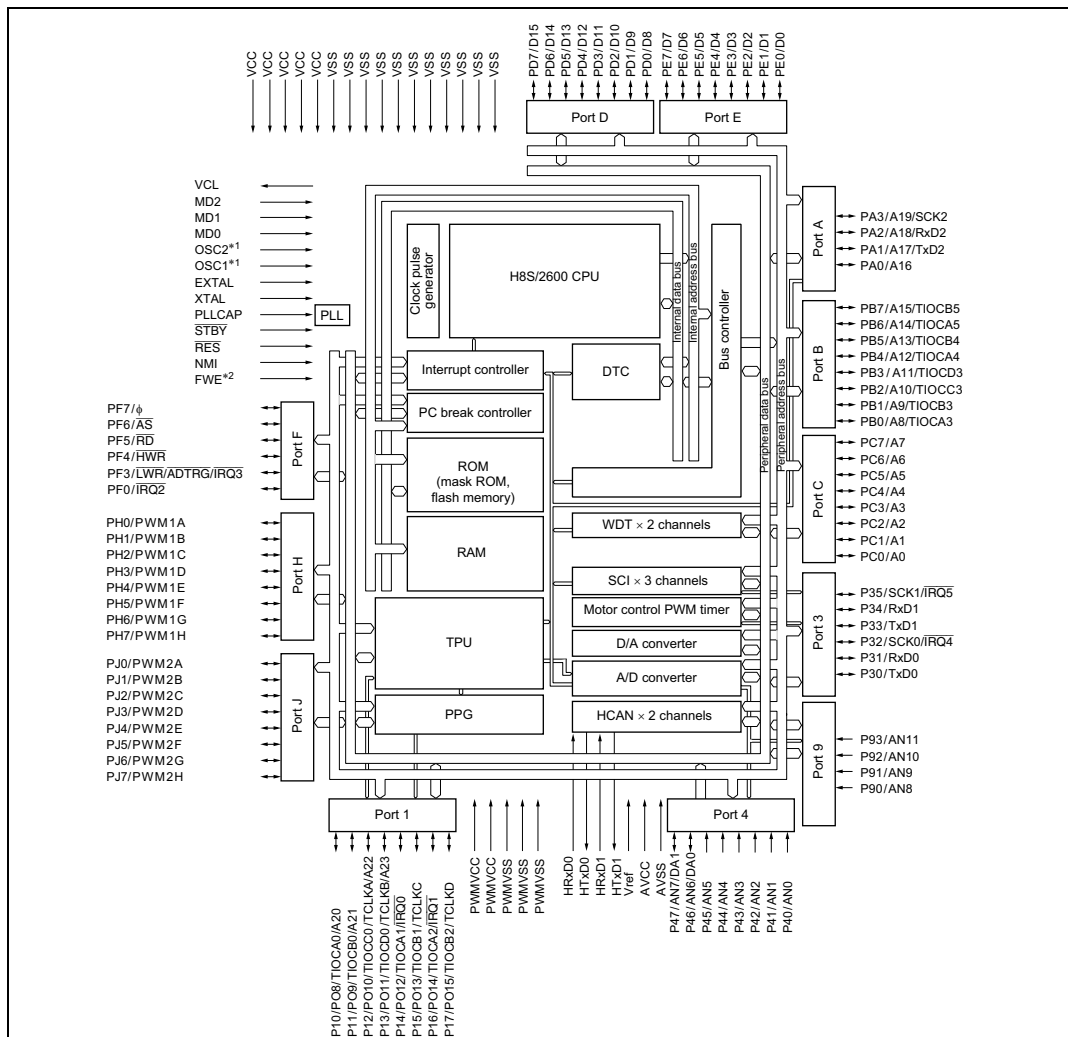 VCC
VCC
VCC
VCC
VCC
VSS
VSS
VSS
VSS
VSS
VSS
VSS
VSS
VSS
VSS
VSS
PD7/D15
PD6/D14
PD5/D13
PD4/D12
PD3/D11
PD2/D10
PD1/D9
PD0/D8
PE7/D7
PE6/D6
PE5/D5
PE4/D4
PE3/D3
PE2/D2
PE1/D1
PE0/D0
Port D
Port E
VCL
MD2
MD1
MD0
OSC2*1
OSC1*1
EXTAL
XTAL
PLLCAP
STBY
RES
NMI
FWE*2
PLL
Clock pulse
generator
H8S/2600 CPU
Internal data bus
Internal address bus
Bus controller
Peripheral data bus
Peripheral address bus
Interrupt controller
DTC
PC break controller
ROM
(mask ROM,
flash memory)
RAM
WDT × 2 channels
SCI × 3 channels
Motor control PWM timer
D/A converter
A/D converter
HCAN × 2 channels
TPU
PPG
Port A
PA3/A19/SCK2
PA2/A18/RxD2
PA1/A17/TxD2
PA0/A16
Port B
PB7/A15/TIOCB5
PB6/A14/TIOCA5
PB5/A13/TIOCB4
PB4/A12/TIOCA4
PB3/A11/TIOCD3
PB2/A10/TIOCC3
PB1/A9/TIOCB3
PB0/A8/TIOCA3
Port C
PC7/A7
PC6/A6
PC5/A5
PC4/A4
PC3/A3
PC2/A2
PC1/A1
PC0/A0
Port 3
P35/SCK1/IRQ5
P34/RxD1
P33/TxD1
P32/SCK0/IRQ4
P31/RxD0
P30/TxD0
Port 9
P93/AN11
P92/AN10
P91/AN9
P90/AN8
PF7/ϕ
PF6/AS
PF5/RD
PF4/HWR
PF3/LWR/ADTRG/IRQ3
PF0/IRQ2
Port F
PH0/PWM1A
PH1/PWM1B
PH2/PWM1C
PH3/PWM1D
PH4/PWM1E
PH5/PWM1F
PH6/PWM1G
PH7/PWM1H
Port H
PJ0/PWM2A
PJ1/PWM2B
PJ2/PWM2C
PJ3/PWM2D
PJ4/PWM2E
PJ5/PWM2F
PJ6/PWM2G
PJ7/PWM2H
Port J
Port 1
Port 4
P10/PO8/TIOCA0/A20
P11/PO9/TIOCB0/A21
P12/PO10/TIOCC0/TCLKA/A22
P13/PO11/TIOCD0/TCLKB/A23
P14/PO12/TIOCA1/IRQ0
P15/PO13/TIOCB1/TCLKC
P16/PO14/TIOCA2/IRQ1
P17/PO15/TIOCB2/TCLKD
PWMVCC
PWMVCC
PWMVSS
PWMVSS
PWMVSS
HRxD0
HTxD0
HRxD1
HTxD1
Vref
AVCC
AVSS
P47/AN7/DA1
P46/AN6/DA0
P45/AN5
P44/AN4
P43/AN3
P42/AN2
P41/AN1
P40/AN0